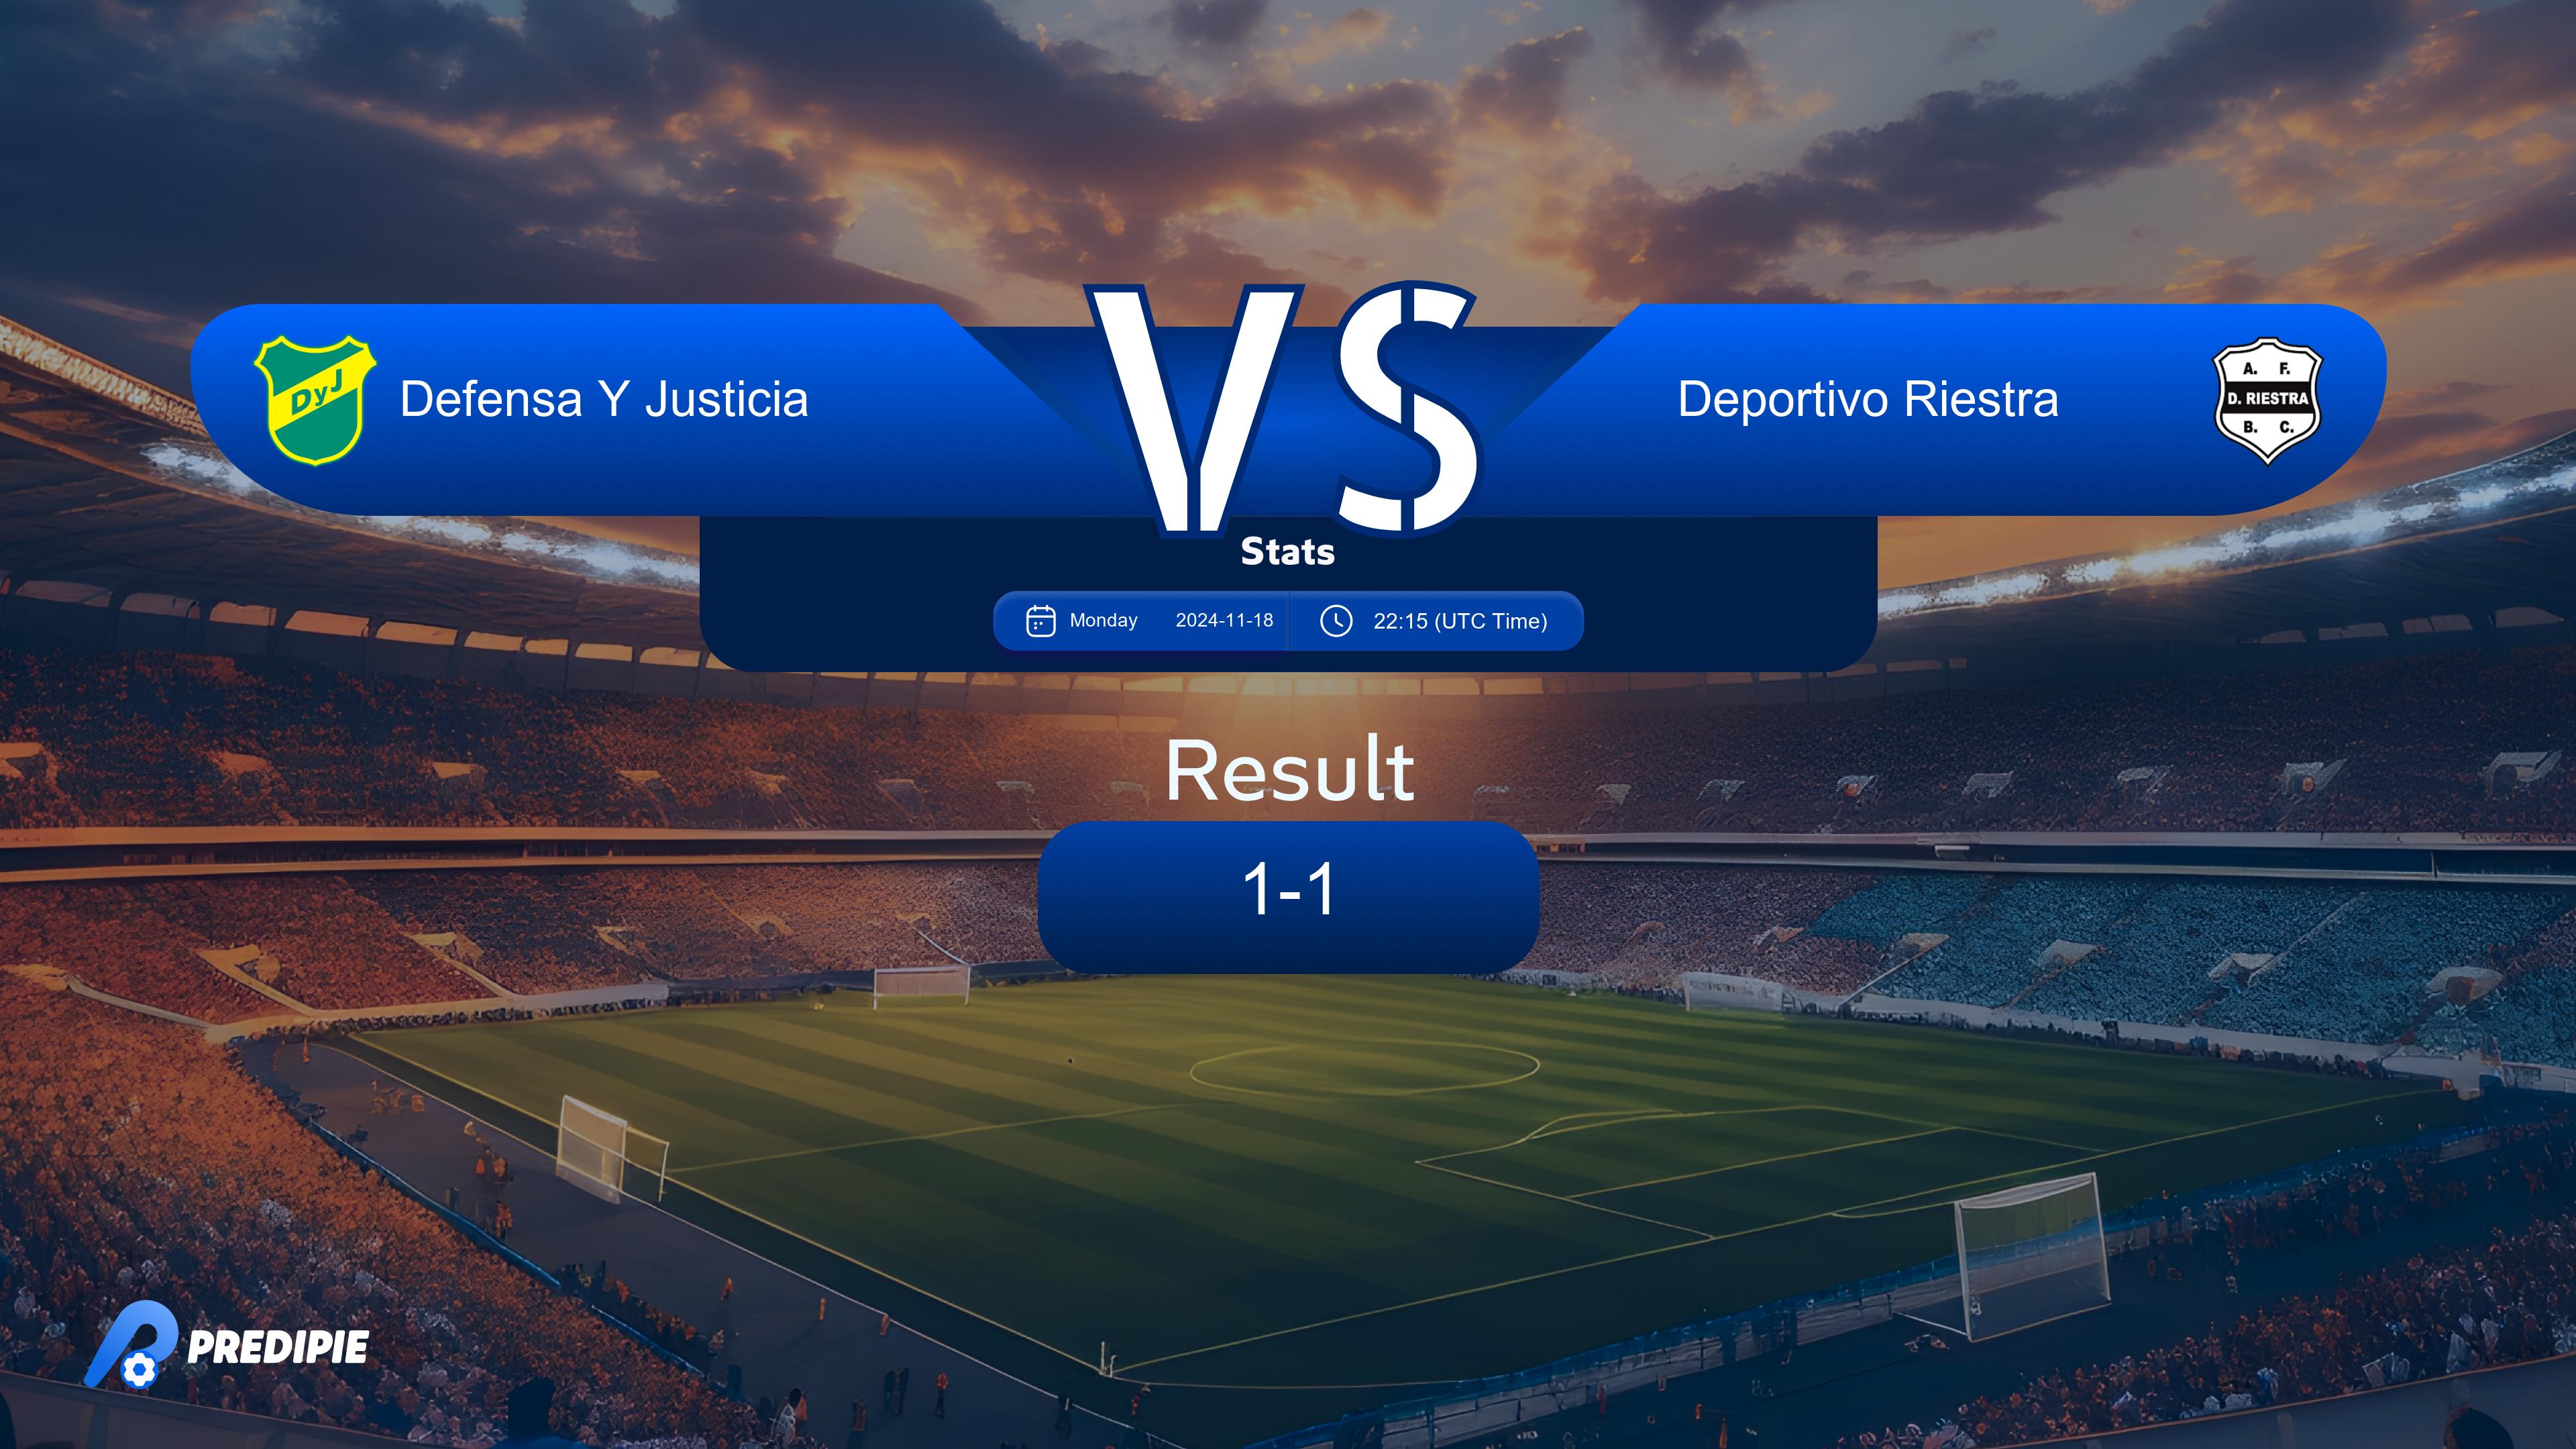 VS
Defensa Y Justicia
DyJ
Deportivo Riestra
A. F.
D. RIESTRA
B. C.
Stats
Monday 2024-11-18 22:15 (UTC Time)
Result
1-1
PREDIPIE